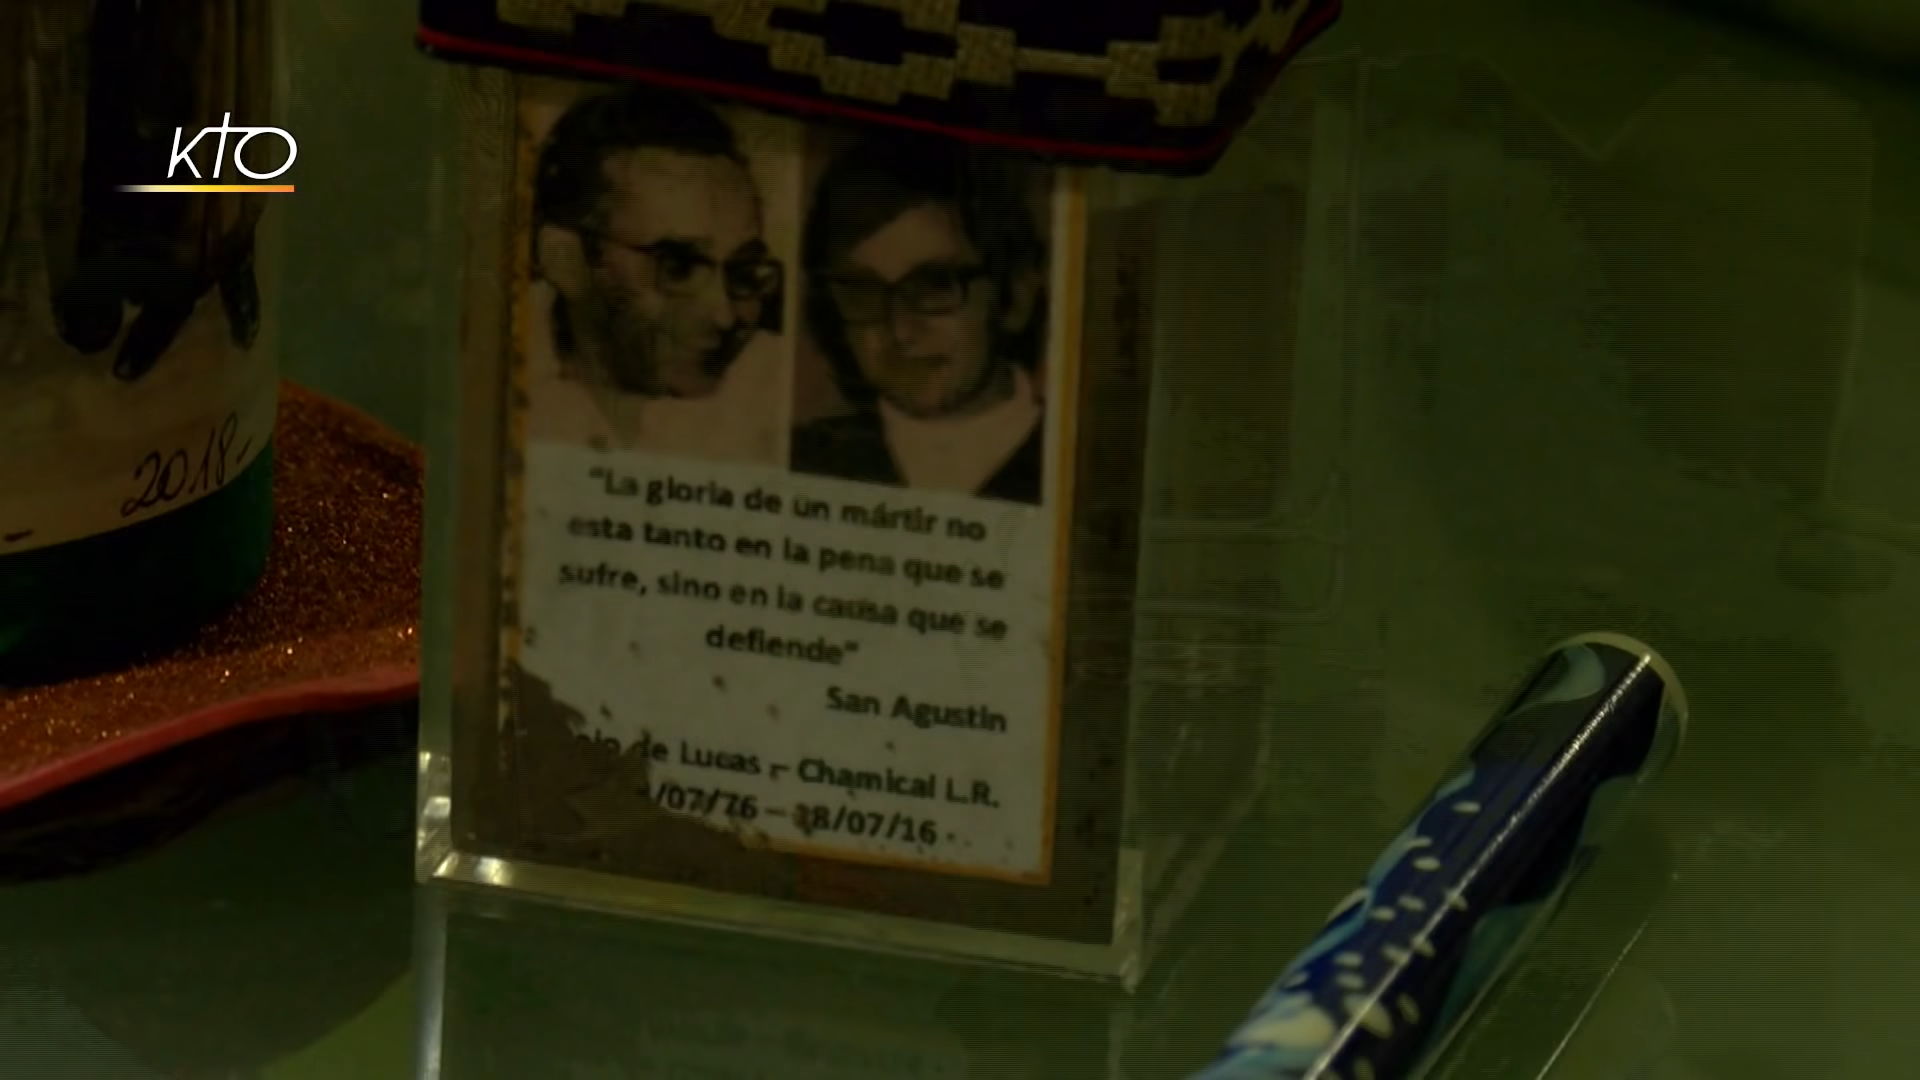 KTO
2018-
"La gloria de un mártir no
esta tanto en la pena que se
sufre, sino en la causa que se
defiende"
San Agustin
de Lucas - Chamical L.R.
/07/76 - 18/07/16